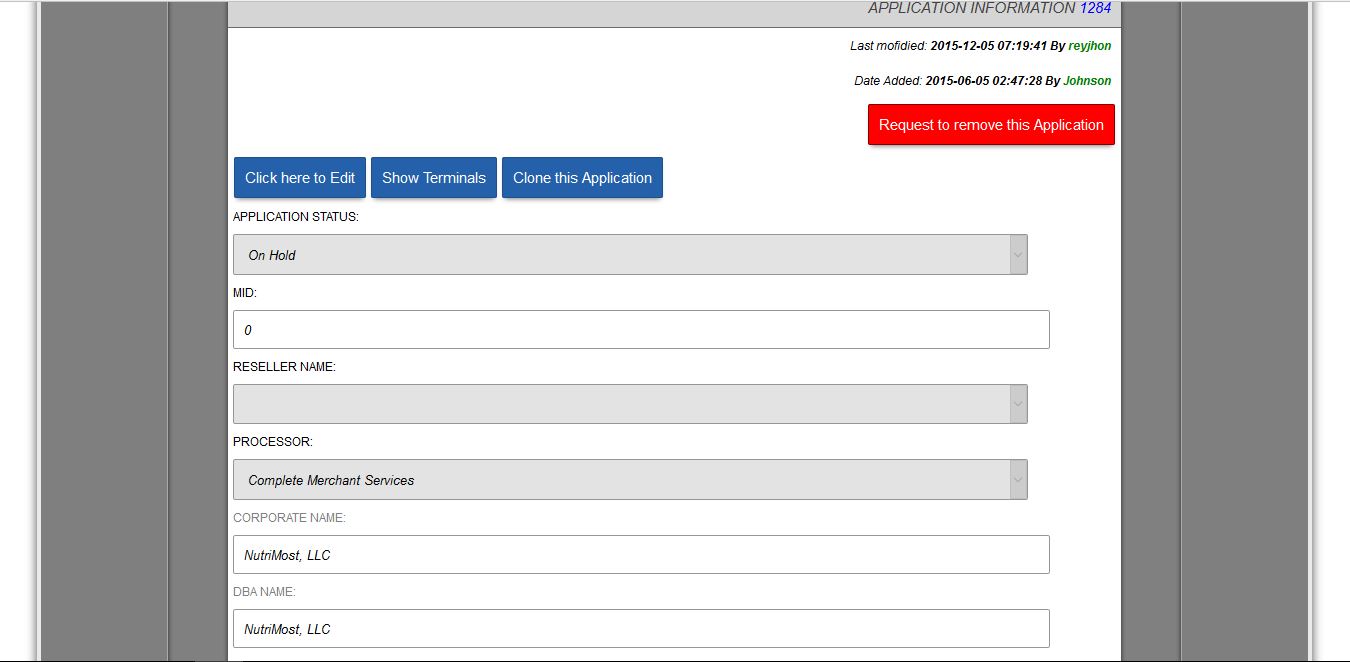 APPLICATION INFORMATION 1284
Last mofidied: 2015-12-05 07:19:41 By reyjhon
Date Added: 2015-06-05 02:47:28 By Johnson
Request to remove this Application
Click here to Edit Show Terminals Clone this Application
APPLICATION STATUS:
On Hold
MID:
0
RESELLER NAME:
PROCESSOR:
Complete Merchant Services
CORPORATE NAME:
NutriMost, LLC
DBA NAME:
NutriMost, LLC